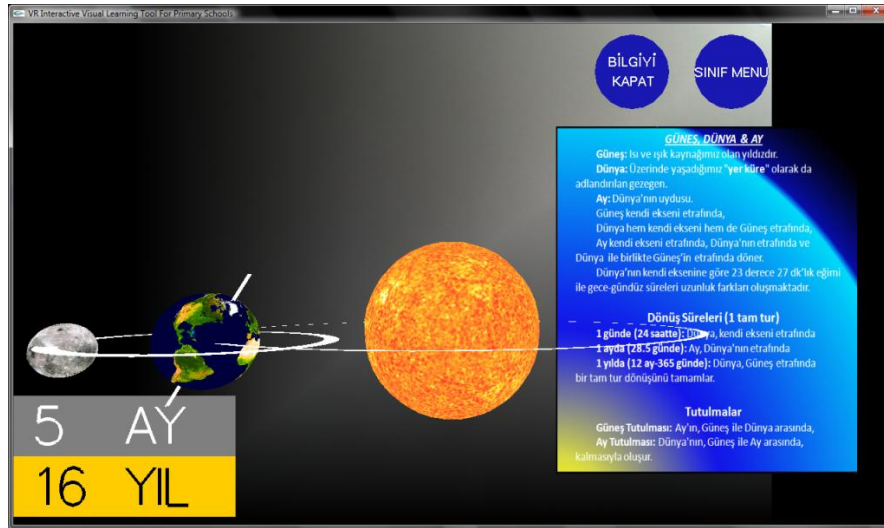 VR Interactive Visual Learning Tool For Primary Schools
BİLGİYİ
KAPAT
SINIF MENU
GÜNEŞ, DÜNYA & AY
Güneş: Isı ve ışık kaynağımız olan yıldızdır.
Dünya: Üzerinde yaşadığımız "yer küre" olarak da
adlandırılan gezegen.
Ay: Dünya'nın uydusu.
Güneş kendi ekseni etrafında,
Dünya hem kendi ekseni hem de Güneş etrafında,
Ay kendi ekseni etrafında, Dünya'nın etrafında ve
Dünya ile birlikte Güneş'in etrafında döner.
Dünya'nın kendi eksenine göre 23 derece 27 dk'lık eğimi
ile gece-gündüz süreleri uzunluk farkları oluşmaktadır.
Dönüş Süreleri (1 tam tur)
1 günde (24 saatte): Dünya, kendi ekseni etrafında
1 ayda (28.5 günde): Ay, Dünya'nın etrafında
1 yılda (12 ay-365 günde): Dünya, Güneş etrafında
bir tam tur dönüşünü tamamlar.
Tutulmalar
Güneş Tutulması: Ay'ın, Güneş ile Dünya arasında,
Ay Tutulması: Dünya'nın, Güneş ile Ay arasında,
kalmasıyla oluşur.
5 AY
16 YIL